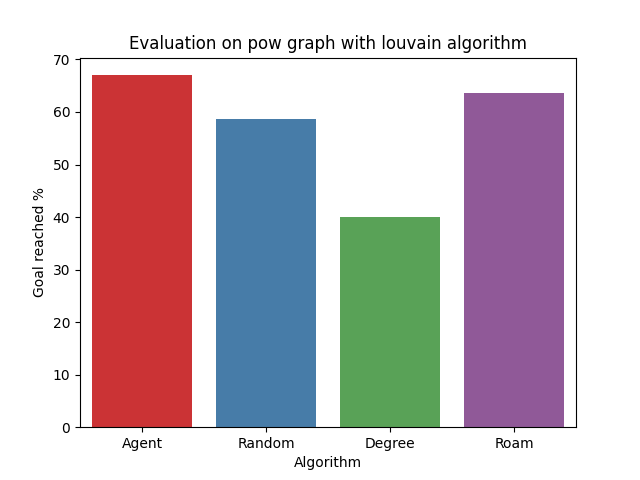 Evaluation on pow graph with louvain algorithm
70
60
50
40
30
20
10
0
Goal reached %
Agent Random Degree Roam
Algorithm